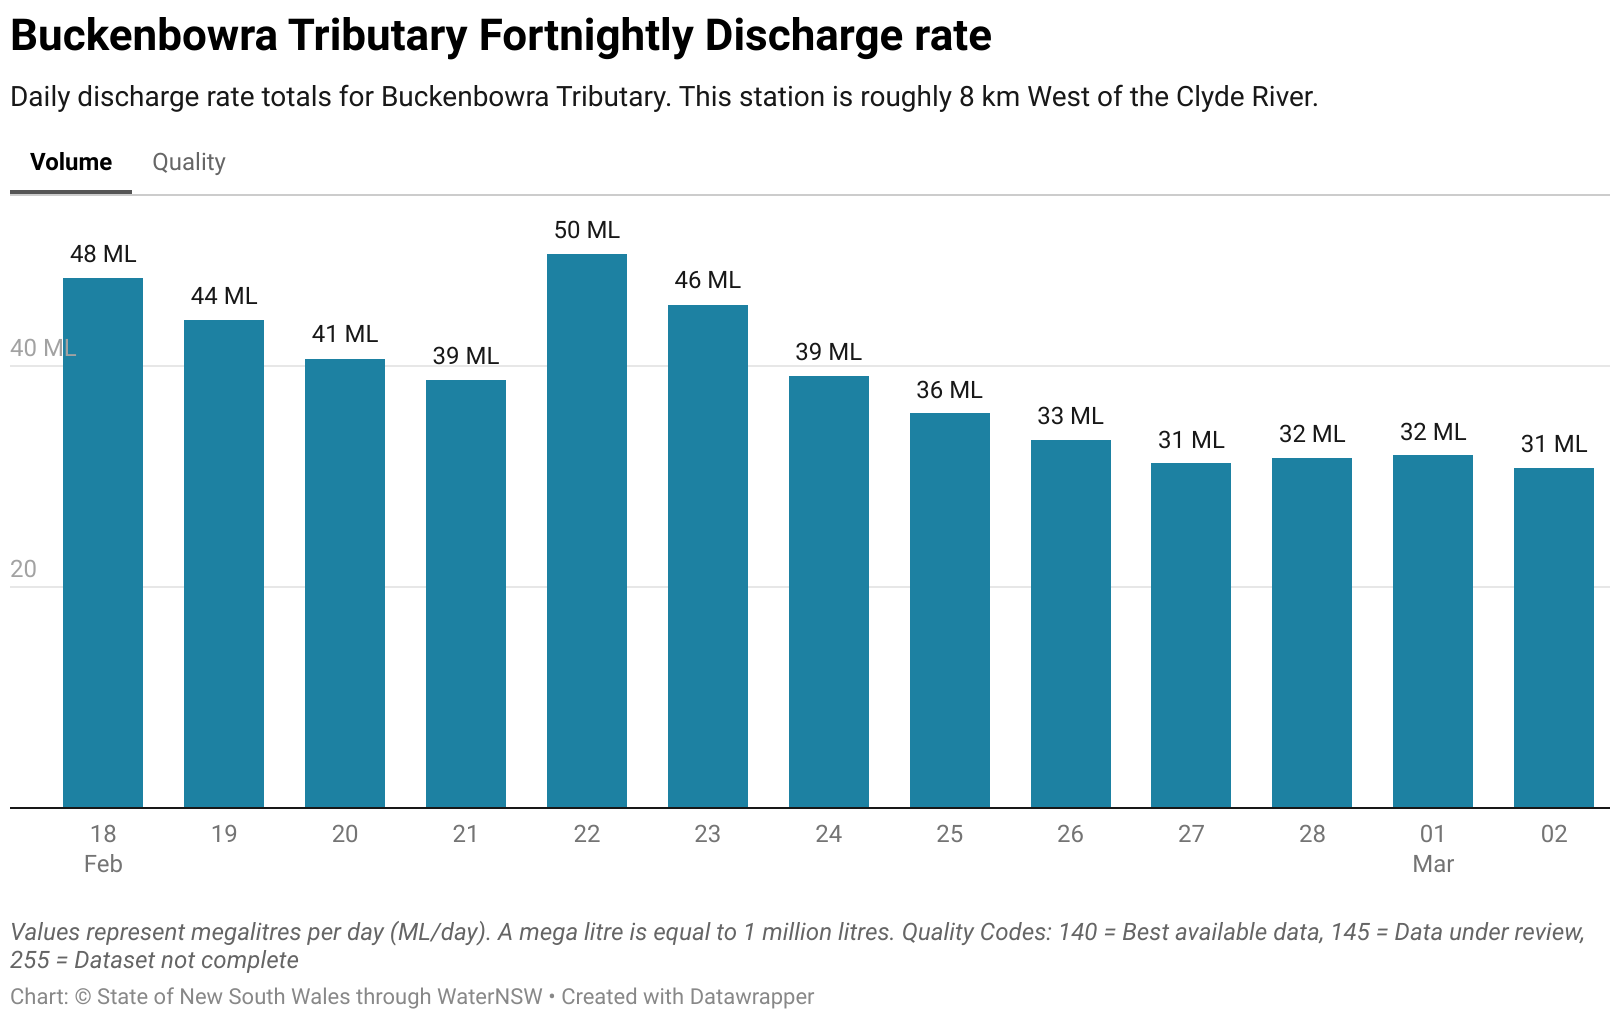 Buckenbowra Tributary Fortnightly Discharge rate
Daily discharge rate totals for Buckenbowra Tributary. This station is roughly 8 km West of the Clyde River.
Volume Quality
50 ML
48 ML
46 ML
44 ML
41 ML
39 ML
39 ML
40 ML
36 ML
33 ML
31 ML
32 ML
32 ML
31 ML
20
18 19 20 21 22 23 24 25 26 27 28 01 02
Feb Mar
Values represent megalitres per day (ML/day). A mega litre is equal to 1 million litres. Quality Codes: 140 = Best available data, 145 = Data under review,
255 = Dataset not complete
Chart: © State of New South Wales through WaterNSW • Created with Datawrapper